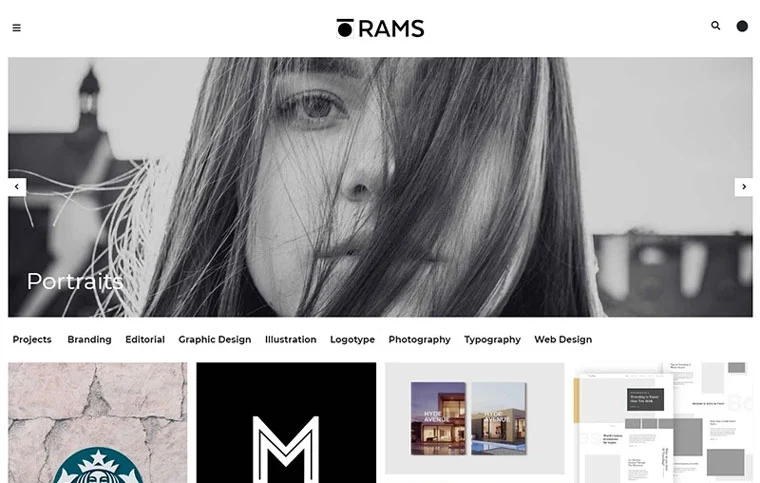 RAMS
Portraits
Projects Branding Editorial Graphic Design Illustration Logotype Photography Typography Web Design
M
HYDE AVENUE HYDE AVENUE